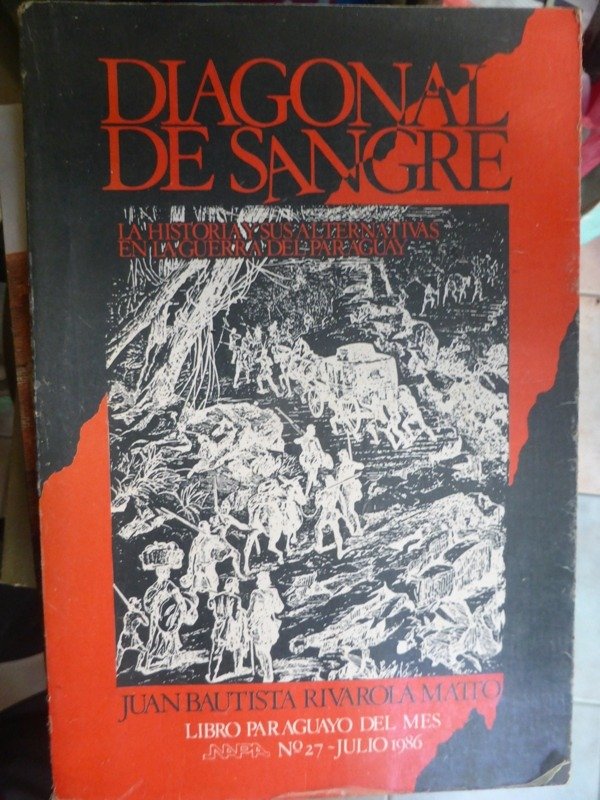 DIAGONAL
DE SANGRE
LA HISTORIA Y SUS ALTERNATIVAS
EN LA GUERRA DEL PARAGUAY
JUAN BAUTISTA RIVAROLA MATTO
LIBRO PARAGUAYO DEL MES
NAPA Nº 27 - JULIO 1986